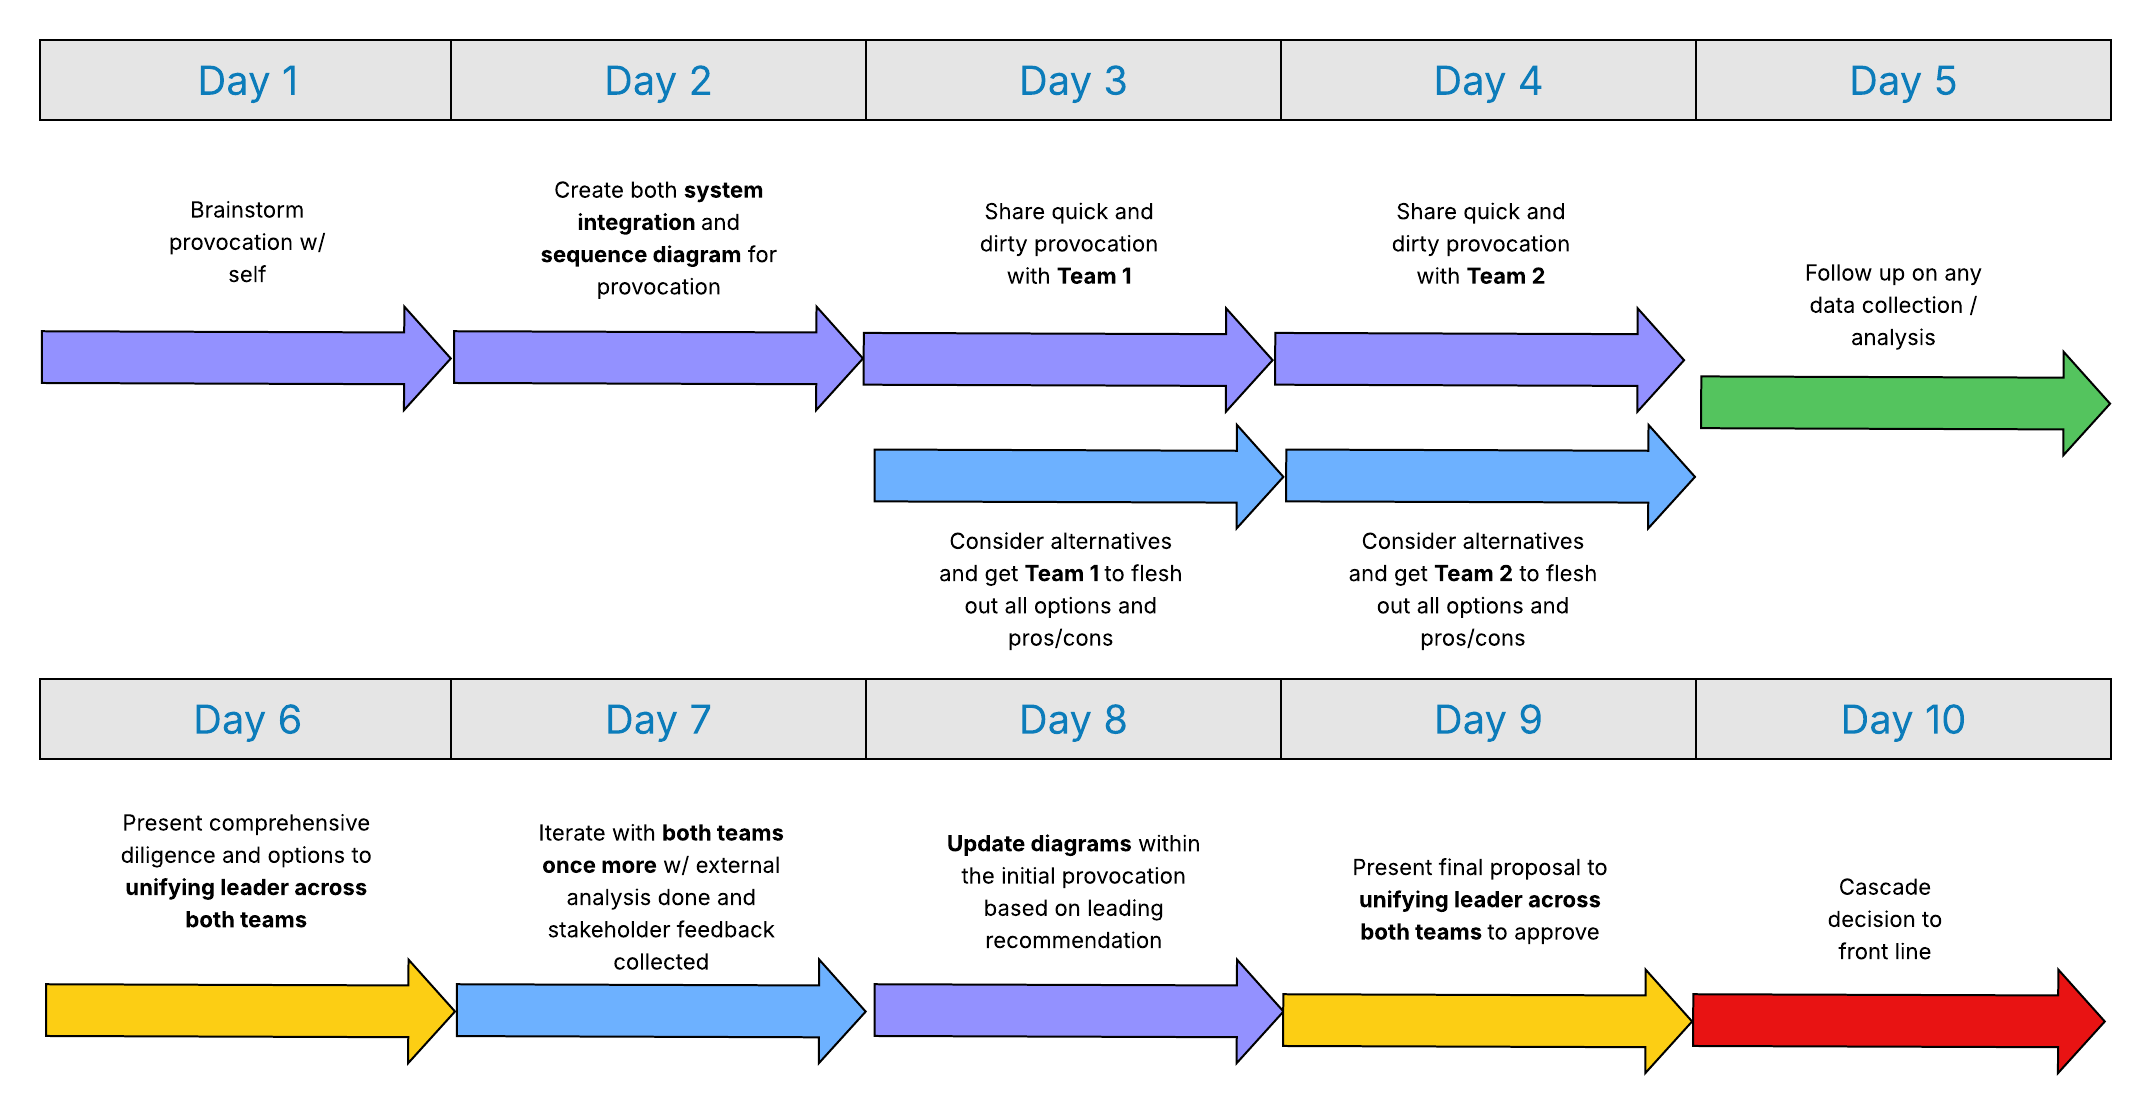 Day 1
Day 2
Day 3
Day 4
Day 5
Brainstorm
provocation w/
self
Create both system
integration and
sequence diagram for
provocation
Share quick and
dirty provocation
with Team 1
Share quick and
dirty provocation
with Team 2
Follow up on any
data collection /
analysis
Consider alternatives
and get Team 1 to flesh
out all options and
pros/cons
Consider alternatives
and get Team 2 to flesh
out all options and
pros/cons
Day 6
Day 7
Day 8
Day 9
Day 10
Present comprehensive
diligence and options to
unifying leader across
both teams
Iterate with both teams
once more w/ external
analysis done and
stakeholder feedback
collected
Update diagrams within
the initial provocation
based on leading
recommendation
Present final proposal to
unifying leader across
both teams to approve
Cascade
decision to
front line